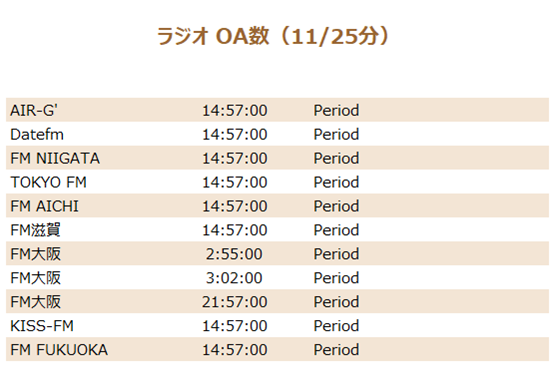 ラジオ OA数（11/25分）
AIR-G' 14:57:00 Period
Datefm 14:57:00 Period
FM NIIGATA 14:57:00 Period
TOKYO FM 14:57:00 Period
FM AICHI 14:57:00 Period
FM滋賀 14:57:00 Period
FM大阪 2:55:00 Period
FM大阪 3:02:00 Period
FM大阪 21:57:00 Period
KISS-FM 14:57:00 Period
FM FUKUOKA 14:57:00 Period